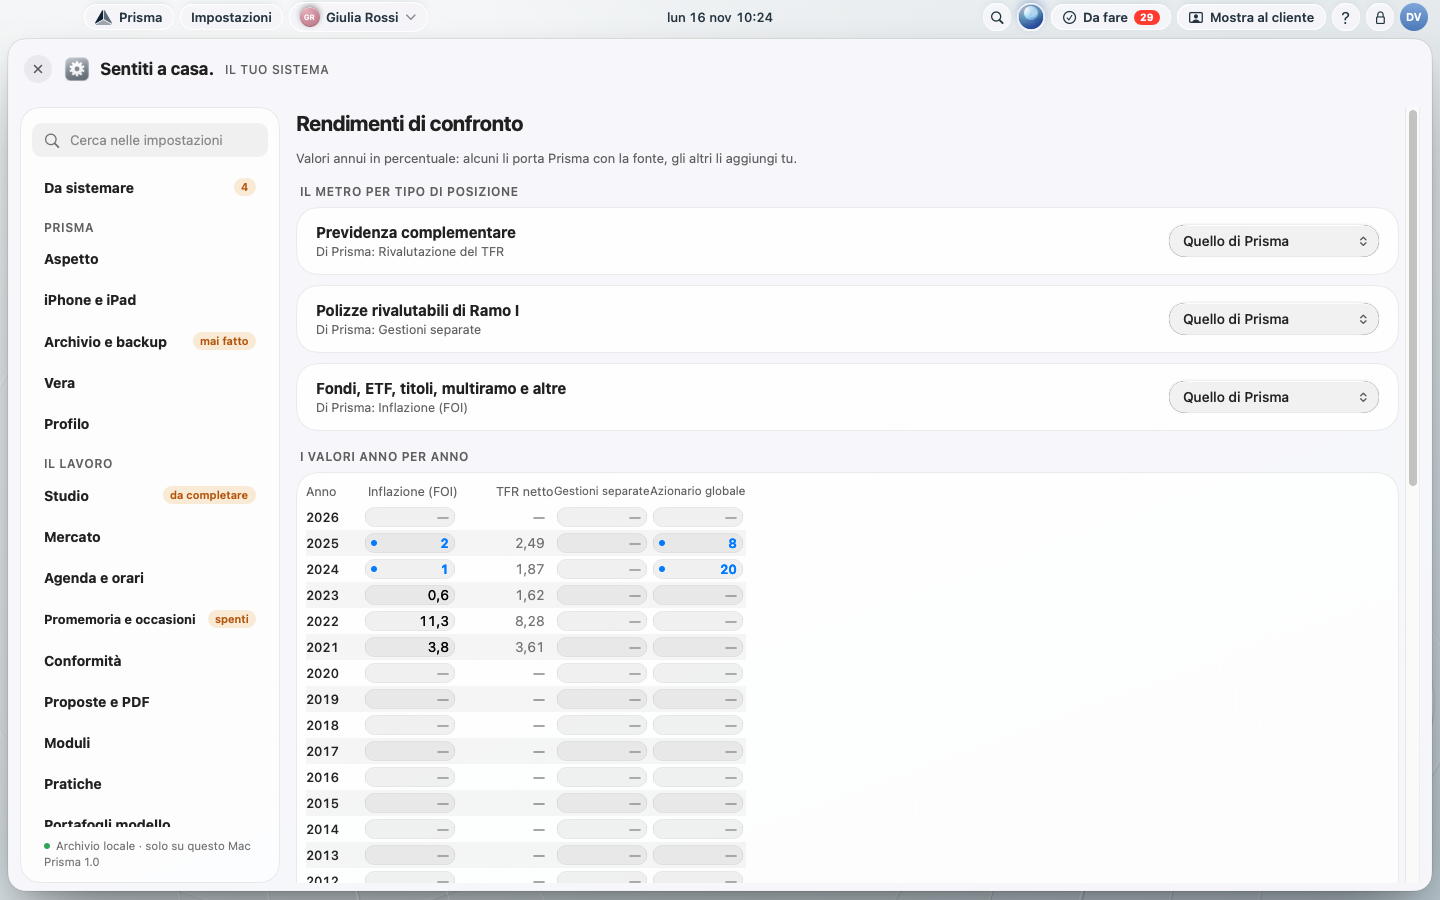 Prisma
Impostazioni
GR Giulia Rossi
lun 16 nov 10:24
Da fare 29
Mostra al cliente
?
DV
Sentiti a casa. IL TUO SISTEMA
Cerca nelle impostazioni
Da sistemare 4
PRISMA
Aspetto
iPhone e iPad
Archivio e backup mai fatto
Vera
Profilo
IL LAVORO
Studio da completare
Mercato
Agenda e orari
Promemoria e occasioni spenti
Conformità
Proposte e PDF
Moduli
Pratiche
Portafogli modello
Archivio locale · solo su questo Mac
Prisma 1.0
Rendimenti di confronto
Valori annui in percentuale: alcuni li porta Prisma con la fonte, gli altri li aggiungi tu.
IL METRO PER TIPO DI POSIZIONE
Previdenza complementare
Di Prisma: Rivalutazione del TFR
Quello di Prisma
Polizze rivalutabili di Ramo I
Di Prisma: Gestioni separate
Quello di Prisma
Fondi, ETF, titoli, multiramo e altre
Di Prisma: Inflazione (FOI)
Quello di Prisma
I VALORI ANNO PER ANNO
Anno Inflazione (FOI) TFR netto Gestioni separate Azionario globale
2026 — — — —
2025 2 2,49 — 8
2024 1 1,87 — 20
2023 0,6 1,62 — —
2022 11,3 8,28 — —
2021 3,8 3,61 — —
2020 — — — —
2019 — — — —
2018 — — — —
2017 — — — —
2016 — — — —
2015 — — — —
2014 — — — —
2013 — — — —
2012 — — — —